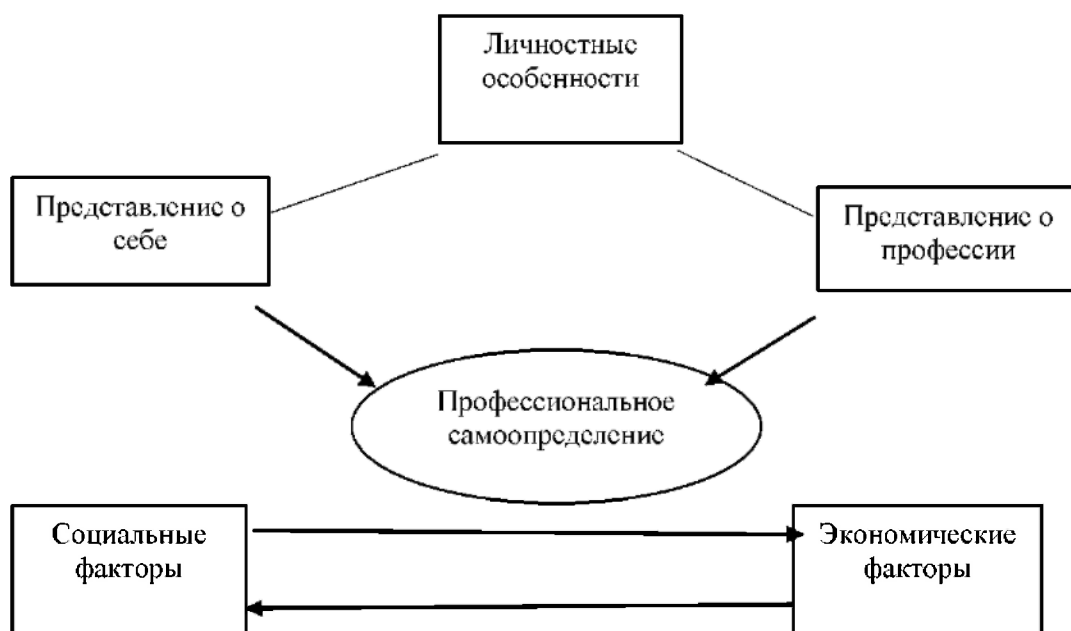 Личностные
особенности
Представление о
себе
Представление о
профессии
Профессиональное
самоопределение
Социальные
факторы
Экономические
факторы